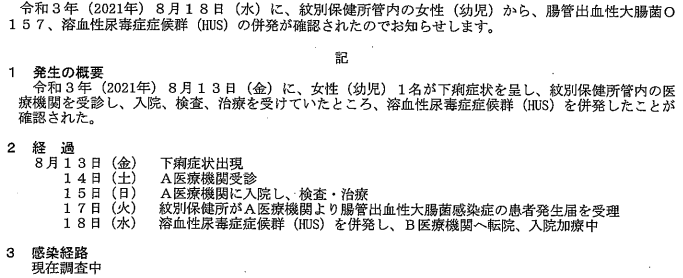 令和3年（2021年）8月18日（水）に、紋別保健所管内の女性（幼児）から、腸管出血性大腸菌O
157、溶血性尿毒症症候群（HUS）の併発が確認されたのでお知らせします。
記
1 発生の概要
令和3年（2021年）8月13日（金）に、女性（幼児）1名が下痢症状を呈し、紋別保健所管内の医
療機関を受診し、入院、検査、治療を受けていたところ、溶血性尿毒症症候群（HUS）を併発したことが
確認された。
2 経 過
8月13日（金） 下痢症状出現
14日（土） A医療機関受診
15日（日） A医療機関に入院し、検査・治療
17日（火） 紋別保健所がA医療機関より腸管出血性大腸菌感染症の患者発生届を受理
18日（水） 溶血性尿毒症症候群（HUS）を併発し、B医療機関へ転院、入院加療中
3 感染経路
現在調査中